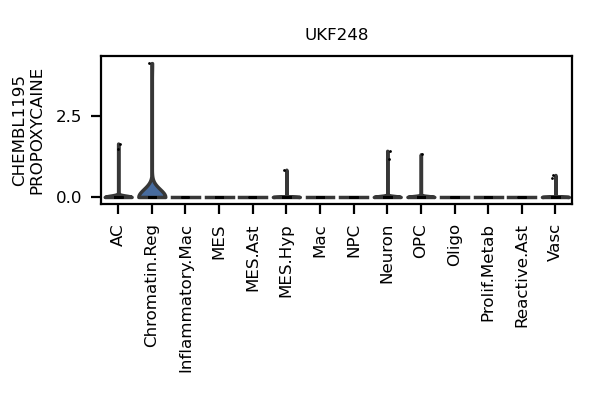 UKF248
CHEMBL1195
PROPOXYCAINE
2.5
0.0
AC
Chromatin.Reg
Inflammatory.Mac
MES
MES.Ast
MES.Hyp
Mac
NPC
Neuron
OPC
Oligo
Prolif.Metab
Reactive.Ast
Vasc